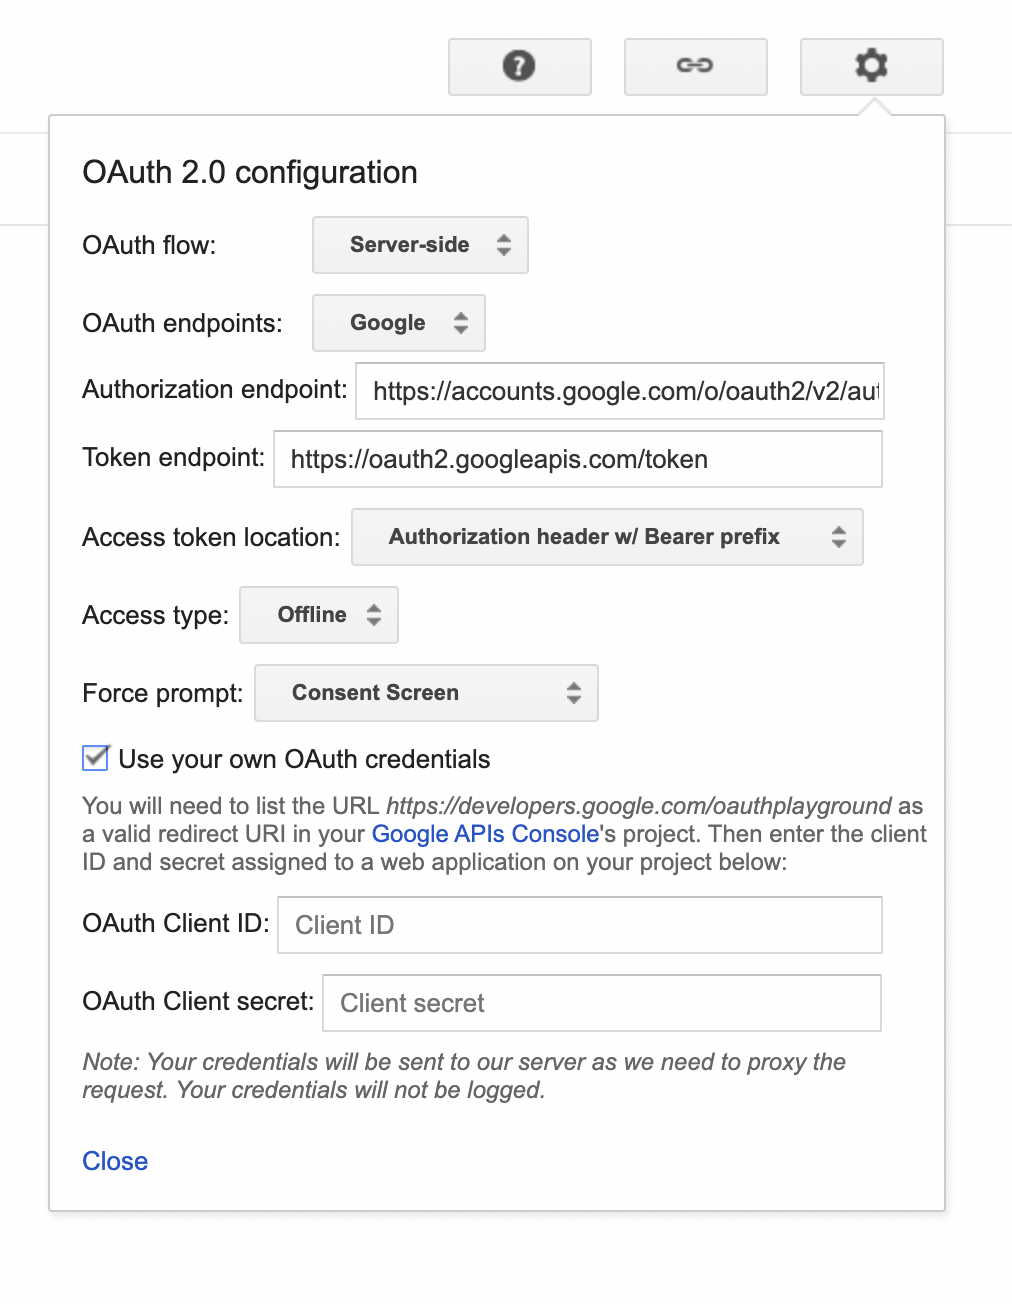 OAuth 2.0 configuration
OAuth flow: Server-side
OAuth endpoints: Google
Authorization endpoint: https://accounts.google.com/o/oauth2/v2/aut
Token endpoint: https://oauth2.googleapis.com/token
Access token location: Authorization header w/ Bearer prefix
Access type: Offline
Force prompt: Consent Screen
Use your own OAuth credentials
You will need to list the URL https://developers.google.com/oauthplayground as
a valid redirect URI in your Google APIs Console's project. Then enter the client
ID and secret assigned to a web application on your project below:
OAuth Client ID: Client ID
OAuth Client secret: Client secret
Note: Your credentials will be sent to our server as we need to proxy the
request. Your credentials will not be logged.
Close